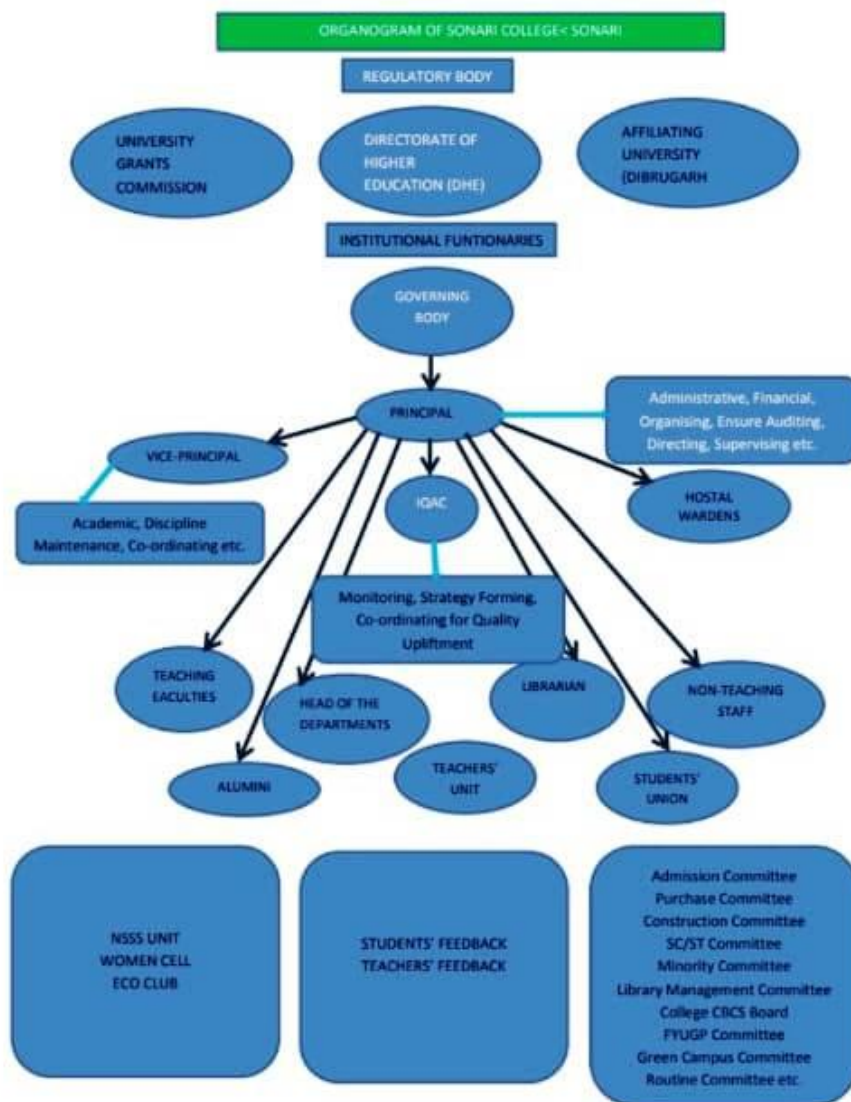 ORGANOGRAM OF SONARI COLLEGE< SONARI
REGULATORY BODY
UNIVERSITY
GRANTS
COMMISSION
DIRECTORATE OF
HIGHER
EDUCATION (DHE)
AFFILIATING
UNIVERSITY
(DIBRUGARH
INSTITUTIONAL FUNTIONARIES
GOVERNING
BODY
PRINCIPAL
Administrative, Financial,
Organising, Ensure Auditing,
Directing, Supervising etc.
VICE-PRINCIPAL
IQAC
HOSTAL
WARDENS
Academic, Discipline
Maintenance, Co-ordinating etc.
Monitoring, Strategy Forming,
Co-ordinating for Quality
Upliftment
TEACHING
EACULTIES
HEAD OF THE
DEPARTMENTS
LIBRARIAN
NON-TEACHING
STAFF
ALUMINI
TEACHERS'
UNIT
STUDENTS'
UNION
NSSS UNIT
WOMEN CELL
ECO CLUB
STUDENTS' FEEDBACK
TEACHERS' FEEDBACK
Admission Committee
Purchase Committee
Construction Committee
SC/ST Committee
Minority Committee
Library Management Committee
College CBCS Board
FYUGP Committee
Green Campus Committee
Routine Committee etc.